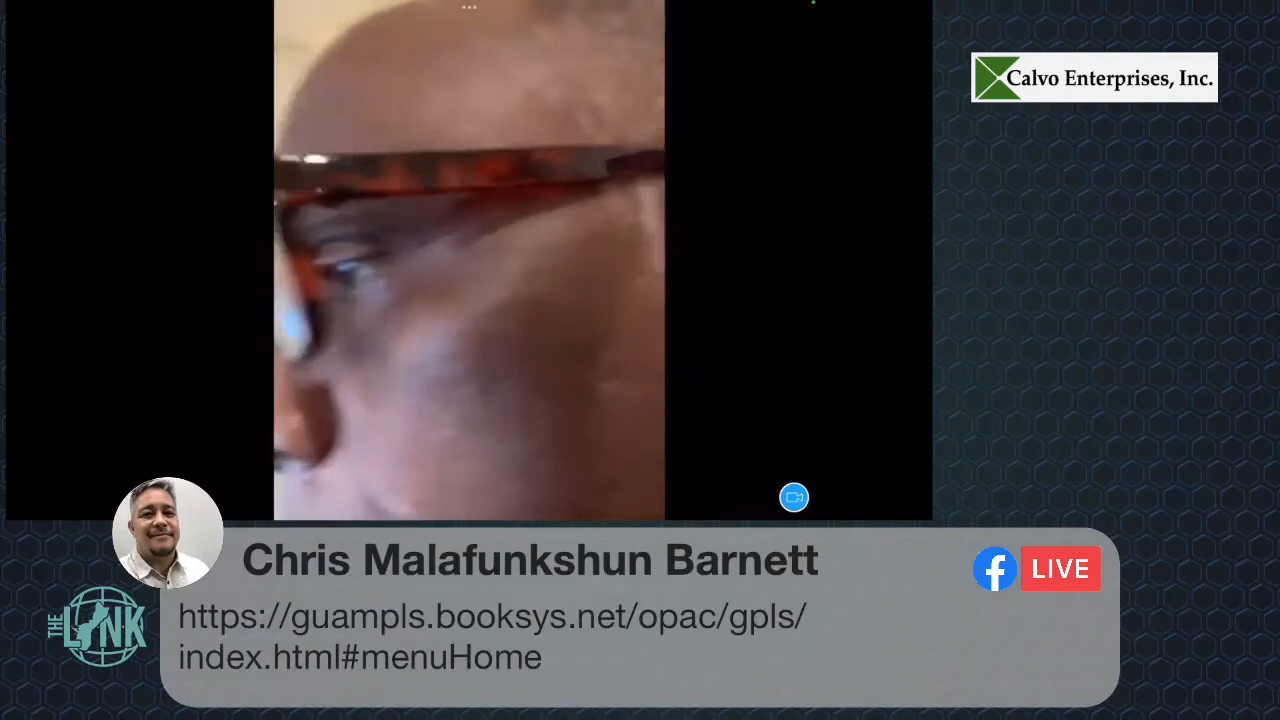 Calvo Enterprises, Inc.
Chris Malafunkshun Barnett
LIVE
https://guampls.booksys.net/opac/gpls/
index.html#menuHome
THE LINK